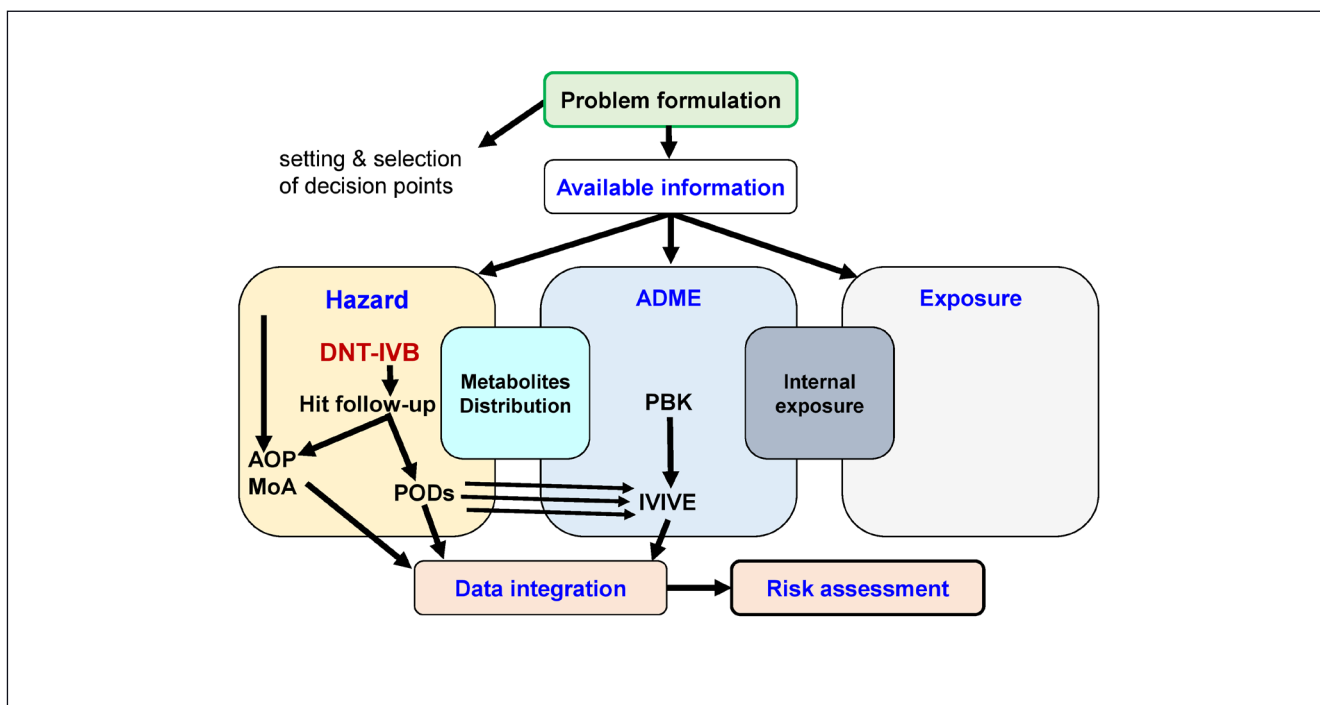 Problem formulation
setting & selection
of decision points
Available information
Hazard
ADME
Exposure
DNT-IVB
Metabolites
Distribution
Internal
exposure
Hit follow-up
PBK
AOP
MoA
PODs
IVIVE
Data integration
Risk assessment